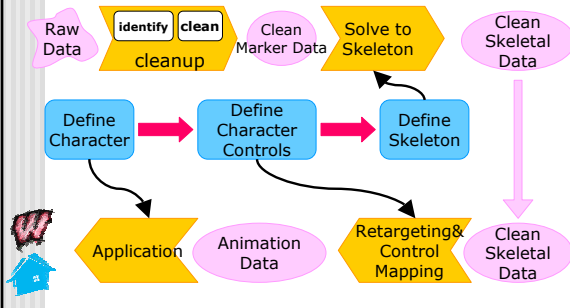 Raw
Data
identify clean
cleanup
Clean
Marker Data
Solve to
Skeleton
Clean
Skeletal
Data
Define
Character
Define
Character
Controls
Define
Skeleton
W
Application
Animation
Data
Retargeting&
Control
Mapping
Clean
Skeletal
Data